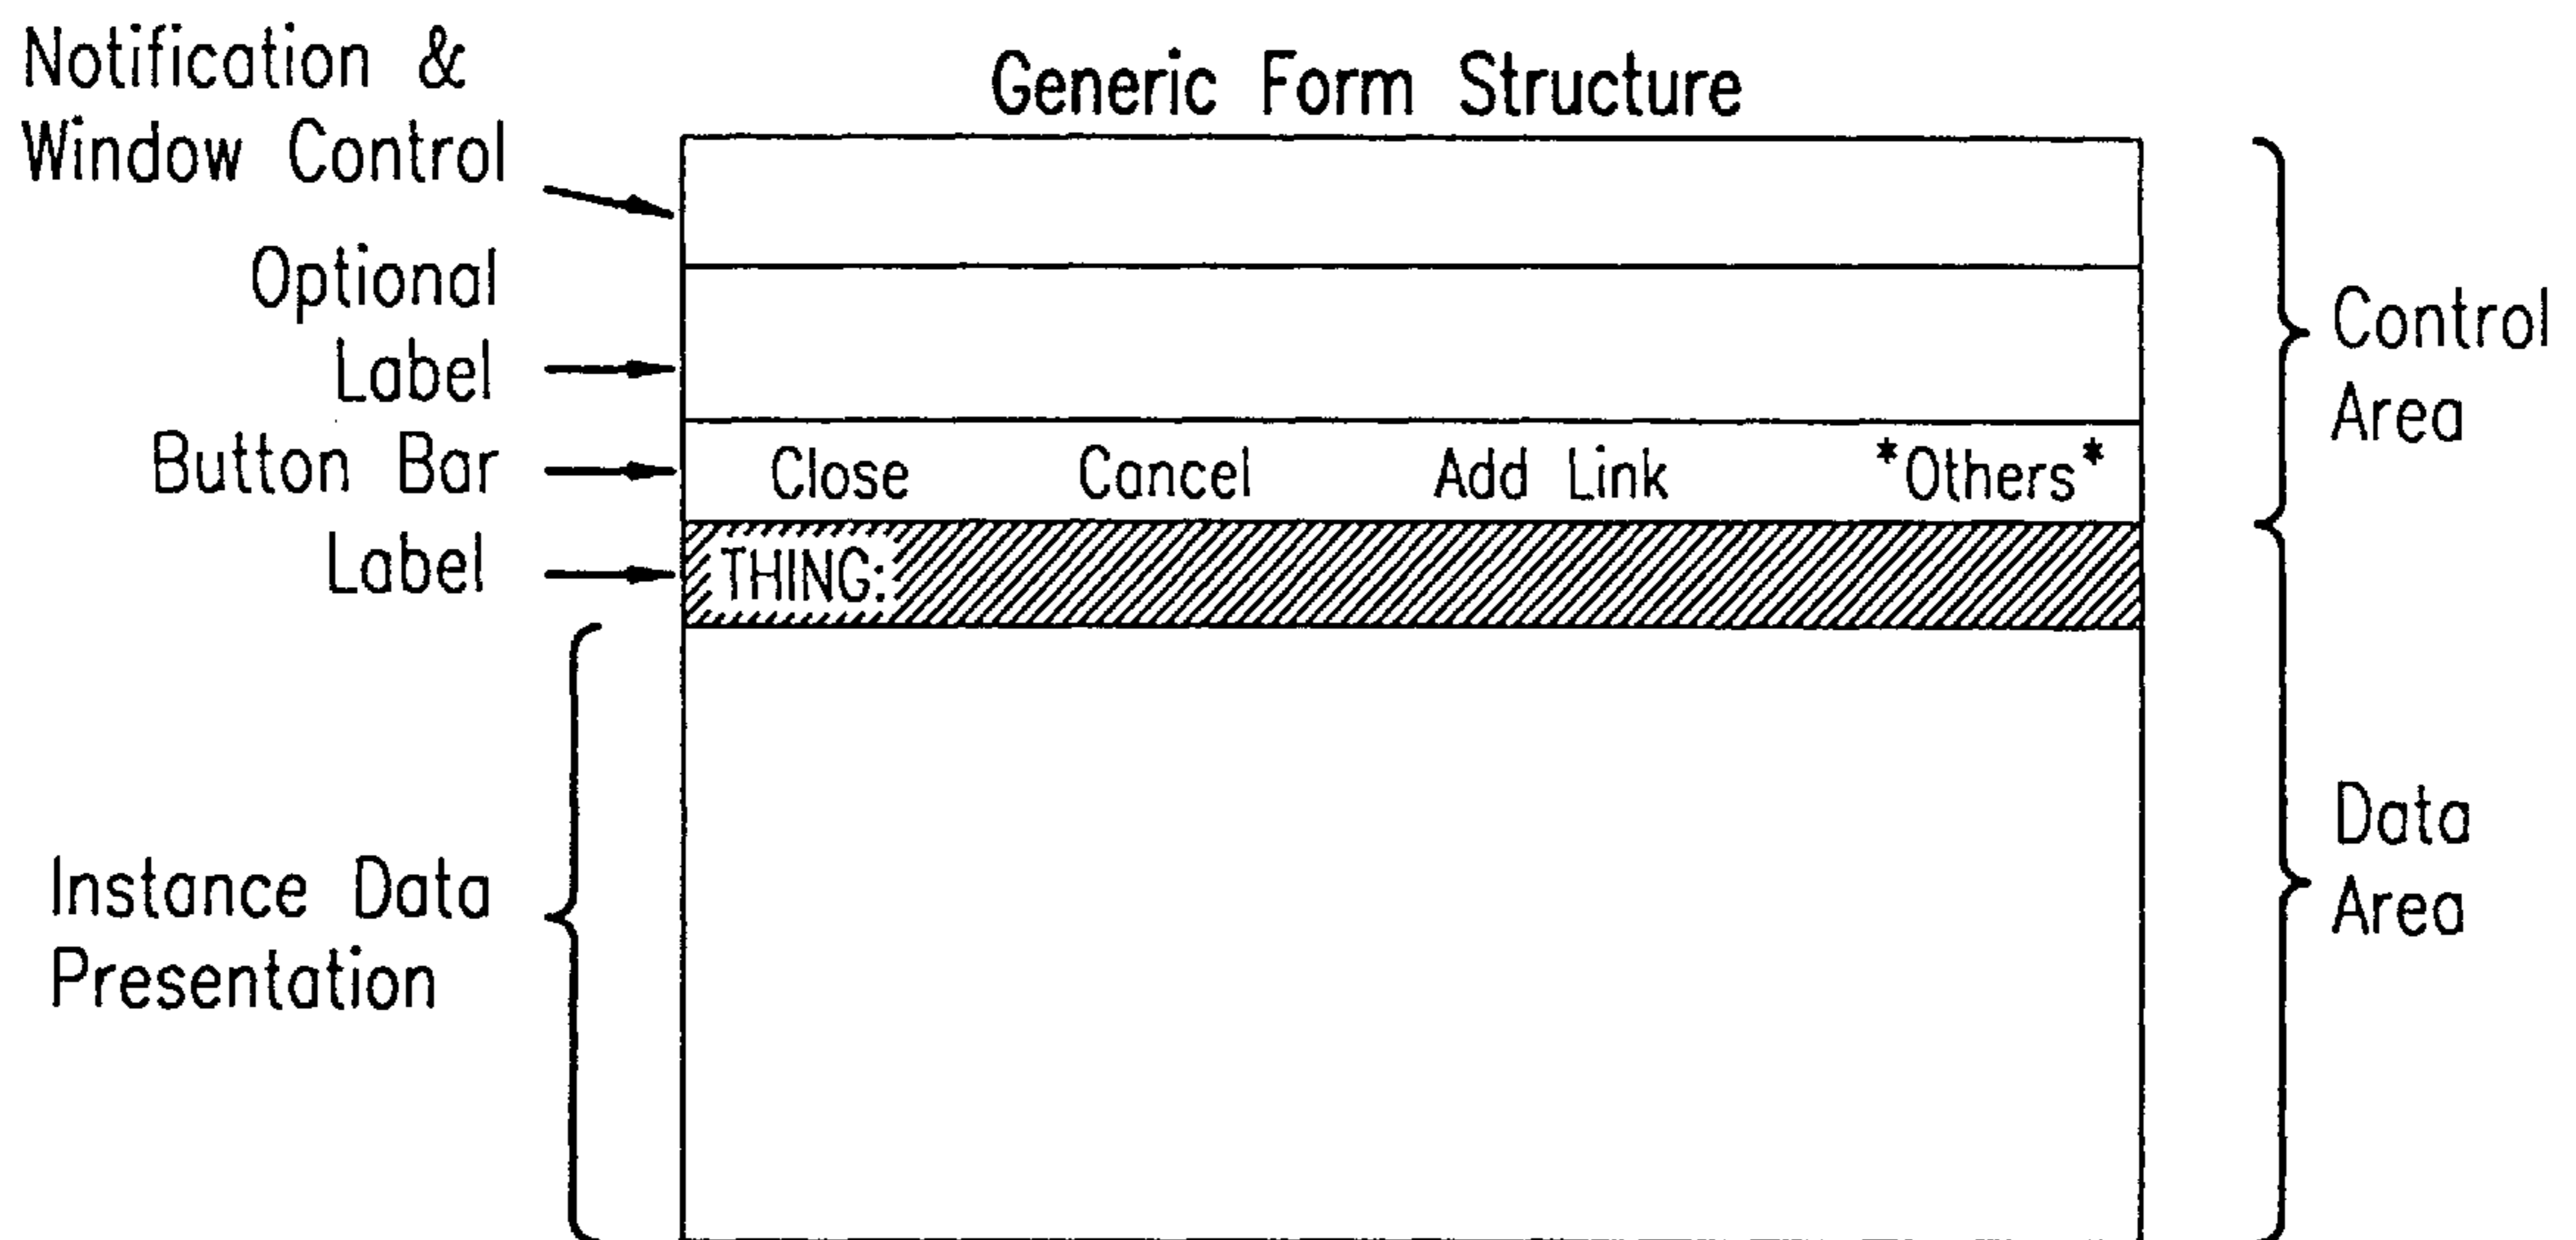 Notification &
Window Control
Generic Form Structure
Optional
Label
Button Bar
Close Cancel Add Link *Others*
Label
THING:
Instance Data
Presentation
Control
Area
Data
Area